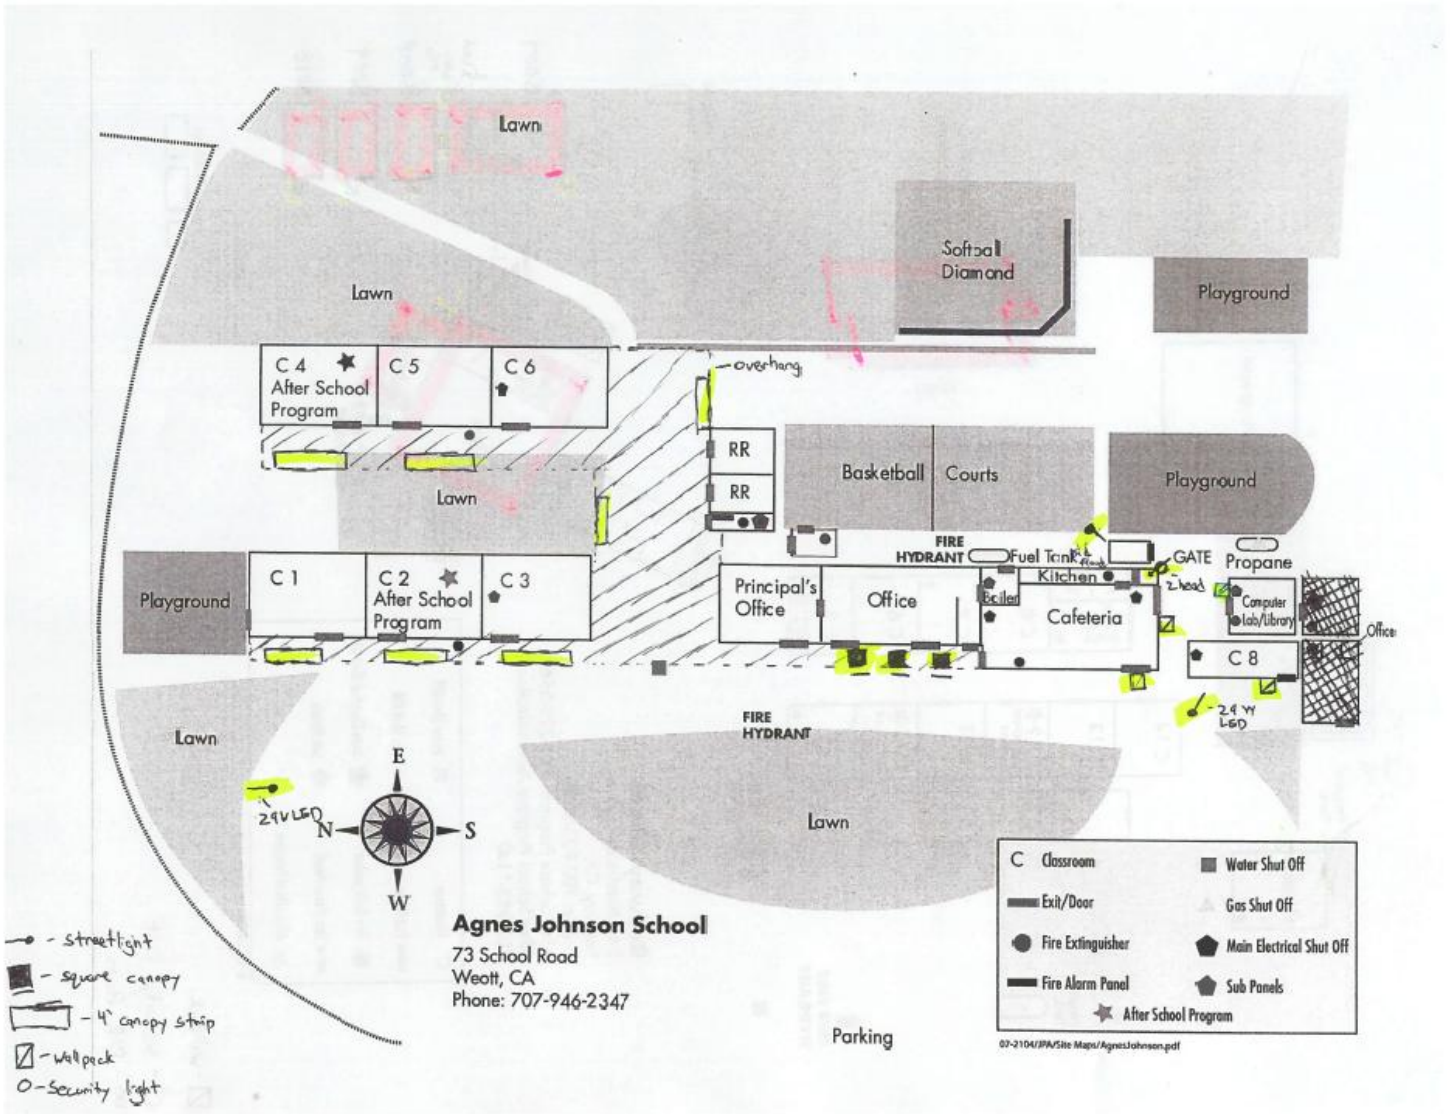 Lawn
Softball
Diamond
Playground
Lawn
overhang
C 4
After School
Program
C 5
C 6
RR
RR
Basketball Courts
Playground
Lawn
FIRE
HYDRANT
Fuel Tank
GATE
Propane
2 head
C 1
C 2
After School
Program
C 3
Playground
Principal's
Office
Office
Boiler
Kitchen
Cafeteria
Computer
Lab/Library
Office
C 8
29 W
LED
FIRE
HYDRANT
Lawn
29W LED
E
N
S
W
Lawn
Agnes Johnson School
73 School Road
Weott, CA
Phone: 707-946-2347
Parking
C Classroom
Exit/Door
Fire Extinguisher
Fire Alarm Panel
Water Shut Off
Gas Shut Off
Main Electrical Shut Off
Sub Panels
After School Program
07-2104/JPA/Site Maps/AgnesJohnson.pdf
- streetlight
- square canopy
- 4' canopy strip
- wallpack
- Security light